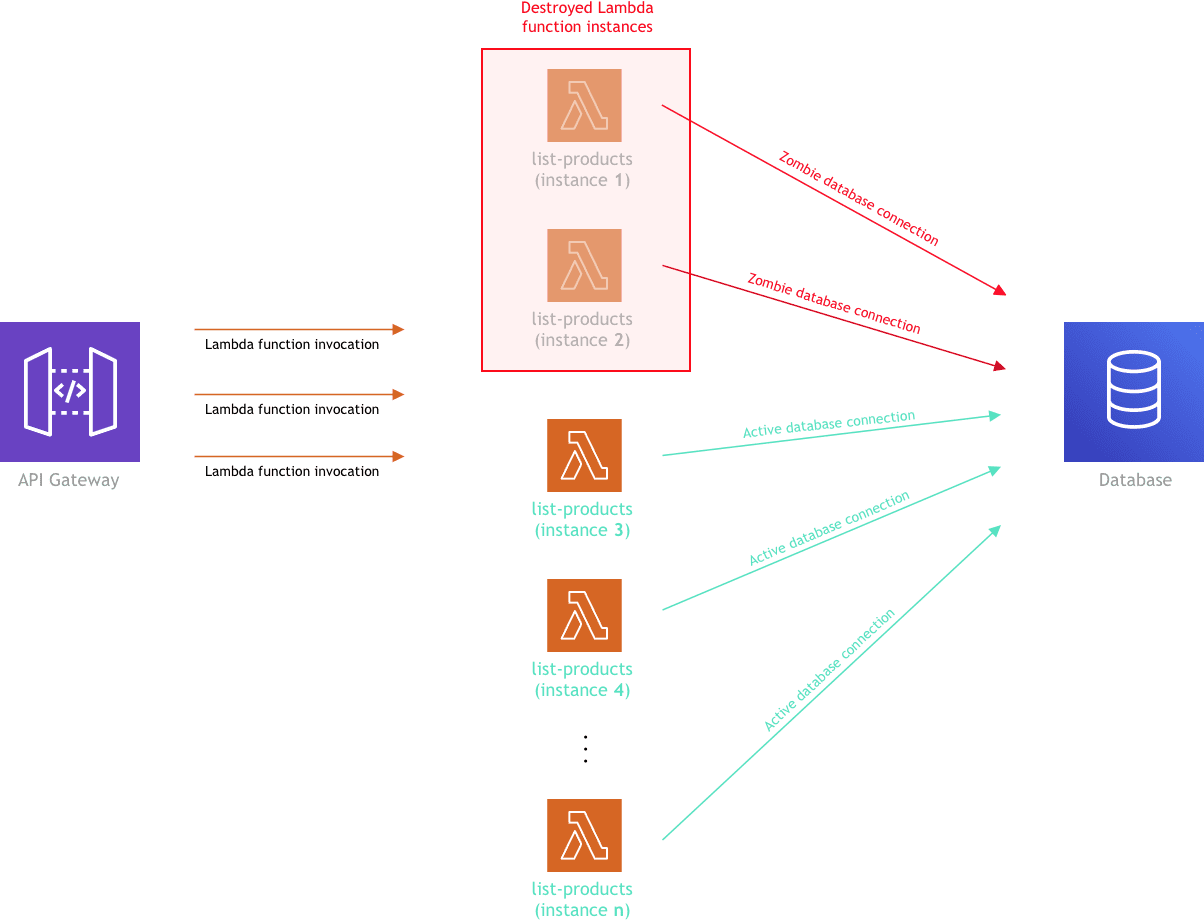 Destroyed Lambda
function instances
list-products
(instance 1)
Zombie database connection
list-products
(instance 2)
Zombie database connection
Lambda function invocation
Lambda function invocation
Lambda function invocation
API Gateway
list-products
(instance 3)
Active database connection
Database
list-products
(instance 4)
Active database connection
list-products
(instance n)
Active database connection